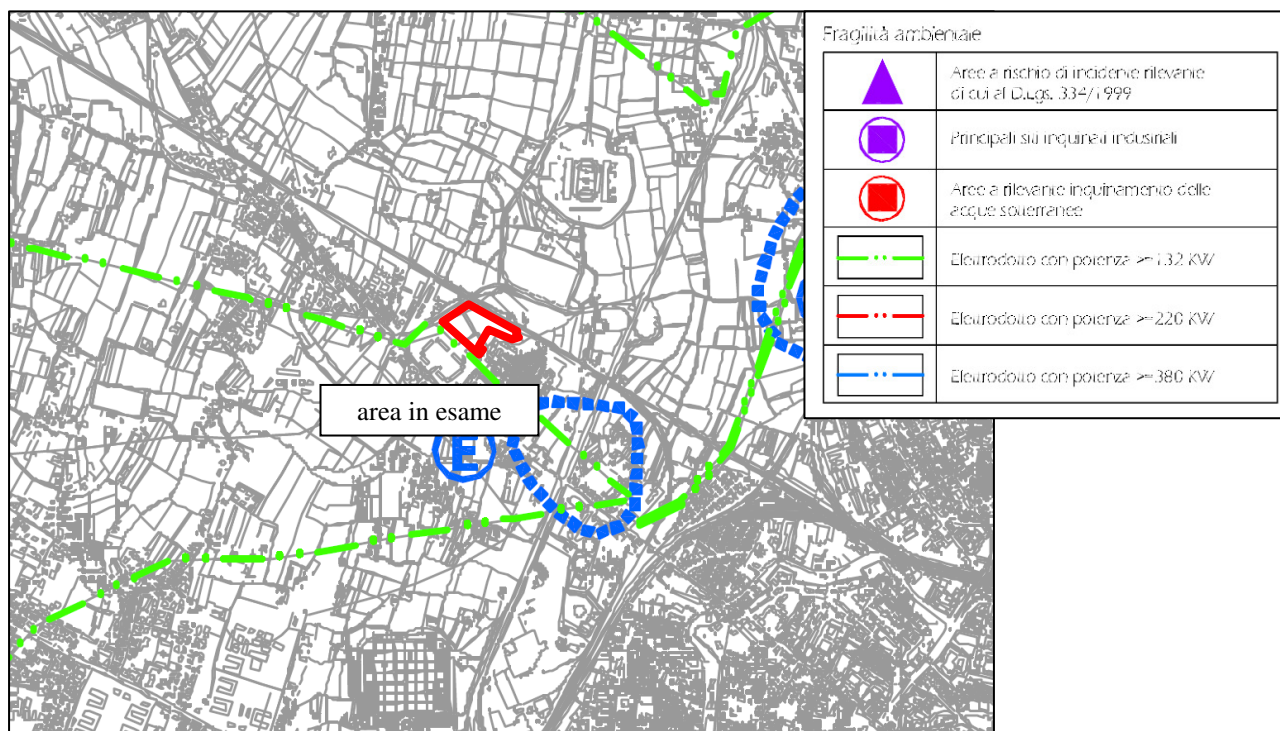 Fragilità ambientale
Aree a rischio di incidente rilevante
di cui al D.Lgs. 334/1999
Principali siti inquinati industriali
Aree a rilevante inquinamento delle
acque sotterranee
Elettrodotto con potenza >=132 KW
Elettrodotto con potenza >=220 KW
Elettrodotto con potenza >=380 KW
area in esame
E